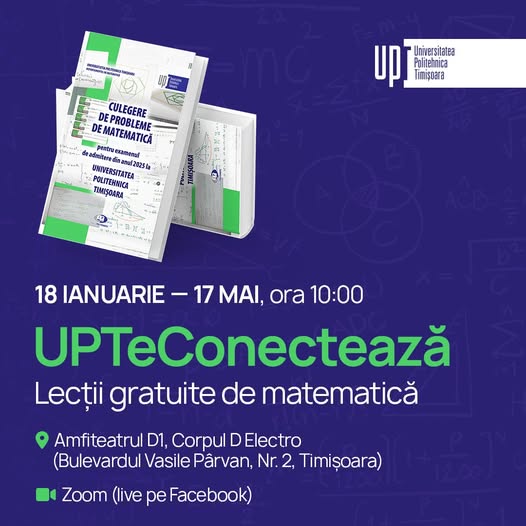 UNIVERSITATEA POLITEHNICA TIMIȘOARA
CULEGERE
DE PROBLEME
DE MATEMATICĂ
pentru examenul
de admitere din anul 2025 la
UNIVERSITATEA
POLITEHNICA
TIMIȘOARA
UPT
Universitatea
Politehnica
Timișoara
18 IANUARIE — 17 MAI, ora 10:00
UPTeConectează
Lecții gratuite de matematică
Amfiteatrul D1, Corpul D Electro
(Bulevardul Vasile Pârvan, Nr. 2, Timișoara)
Zoom (live pe Facebook)